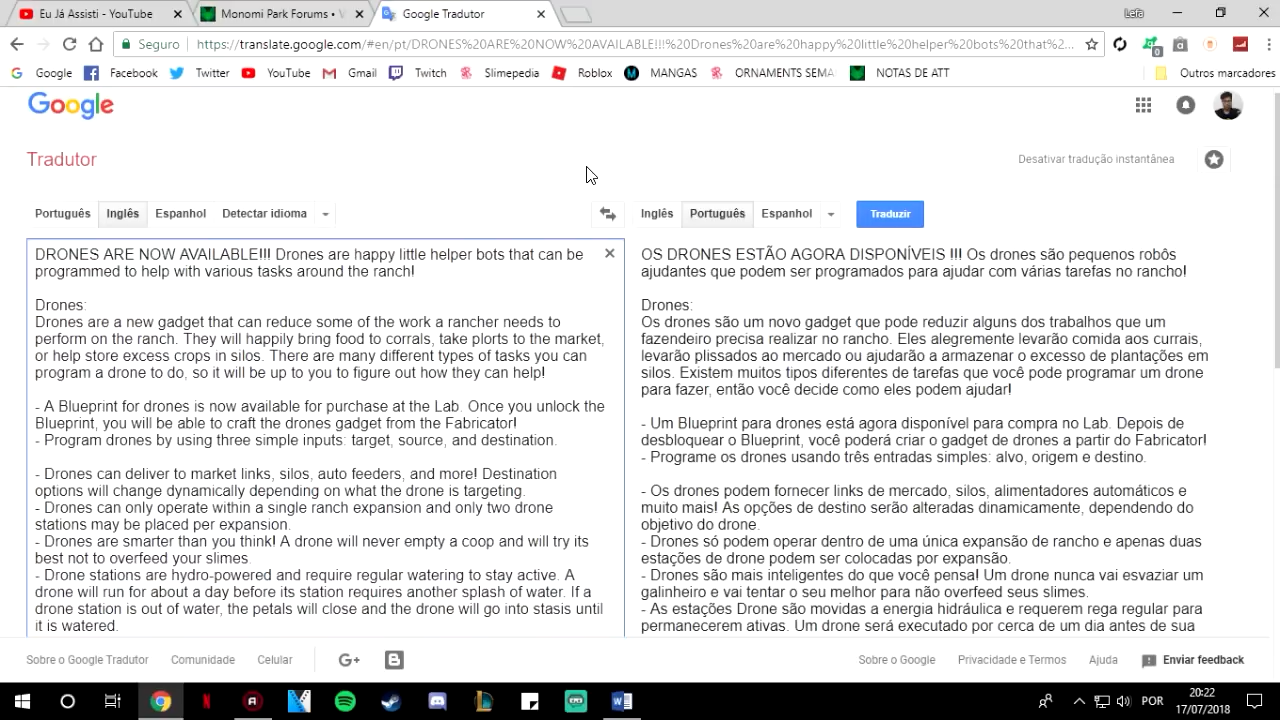 Eu Já Assisti - YouTube
Monomi Park Forums •
Google Tradutor
Lefo
Seguro
https://translate.google.com/#en/pt/DRONES%20ARE%20NOW%20AVAILABLE!!!%20Drones%20are%20happy%20little%20helper%20bots%20that%2...
Google Facebook Twitter YouTube Gmail Twitch Slimepedia Roblox MANGAS ORNAMENTS SEMA NOTAS DE ATT Outros marcadores
Google
Tradutor
Desativar tradução instantânea
Português Inglês Espanhol Detectar idioma
Inglês Português Espanhol Traduzir
DRONES ARE NOW AVAILABLE!!! Drones are happy little helper bots that can be
programmed to help with various tasks around the ranch!
Drones:
Drones are a new gadget that can reduce some of the work a rancher needs to
perform on the ranch. They will happily bring food to corrals, take plorts to the market,
or help store excess crops in silos. There are many different types of tasks you can
program a drone to do, so it will be up to you to figure out how they can help!
- A Blueprint for drones is now available for purchase at the Lab. Once you unlock the
Blueprint, you will be able to craft the drones gadget from the Fabricator!
- Program drones by using three simple inputs: target, source, and destination.
- Drones can deliver to market links, silos, auto feeders, and more! Destination
options will change dynamically depending on what the drone is targeting.
- Drones can only operate within a single ranch expansion and only two drone
stations may be placed per expansion.
- Drones are smarter than you think! A drone will never empty a coop and will try its
best not to overfeed your slimes.
- Drone stations are hydro-powered and require regular watering to stay active. A
drone will run for about a day before its station requires another splash of water. If a
drone station is out of water, the petals will close and the drone will go into stasis until
it is watered.
OS DRONES ESTÃO AGORA DISPONÍVEIS !!! Os drones são pequenos robôs
ajudantes que podem ser programados para ajudar com várias tarefas no rancho!
Drones:
Os drones são um novo gadget que pode reduzir alguns dos trabalhos que um
fazendeiro precisa realizar no rancho. Eles alegremente levarão comida aos currais,
levarão plissados ao mercado ou ajudarão a armazenar o excesso de plantações em
silos. Existem muitos tipos diferentes de tarefas que você pode programar um drone
para fazer, então você decide como eles podem ajudar!
- Um Blueprint para drones está agora disponível para compra no Lab. Depois de
desbloquear o Blueprint, você poderá criar o gadget de drones a partir do Fabricator!
- Programe os drones usando três entradas simples: alvo, origem e destino.
- Os drones podem fornecer links de mercado, silos, alimentadores automáticos e
muito mais! As opções de destino serão alteradas dinamicamente, dependendo do
objetivo do drone.
- Drones só podem operar dentro de uma única expansão de rancho e apenas duas
estações de drone podem ser colocadas por expansão.
- Drones são mais inteligentes do que você pensa! Um drone nunca vai esvaziar um
galinheiro e vai tentar o seu melhor para não overfeed seus slimes.
- As estações Drone são movidas a energia hidráulica e requerem rega regular para
permanecerem ativas. Um drone será executado por cerca de um dia antes de sua
Sobre o Google Tradutor Comunidade Celular G+
Sobre o Google Privacidade e Termos Ajuda Enviar feedback
POR
20:22
17/07/2018